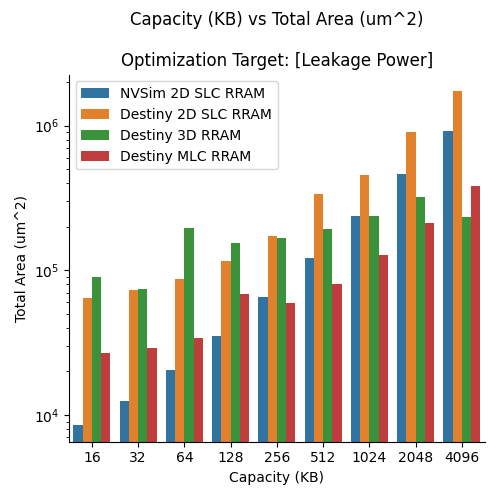 Capacity (KB) vs Total Area (um^2)
Optimization Target: [Leakage Power]
NVSim 2D SLC RRAM
Destiny 2D SLC RRAM
Destiny 3D RRAM
Destiny MLC RRAM
Total Area (um^2)
10^6
10^5
10^4
16 32 64 128 256 512 1024 2048 4096
Capacity (KB)